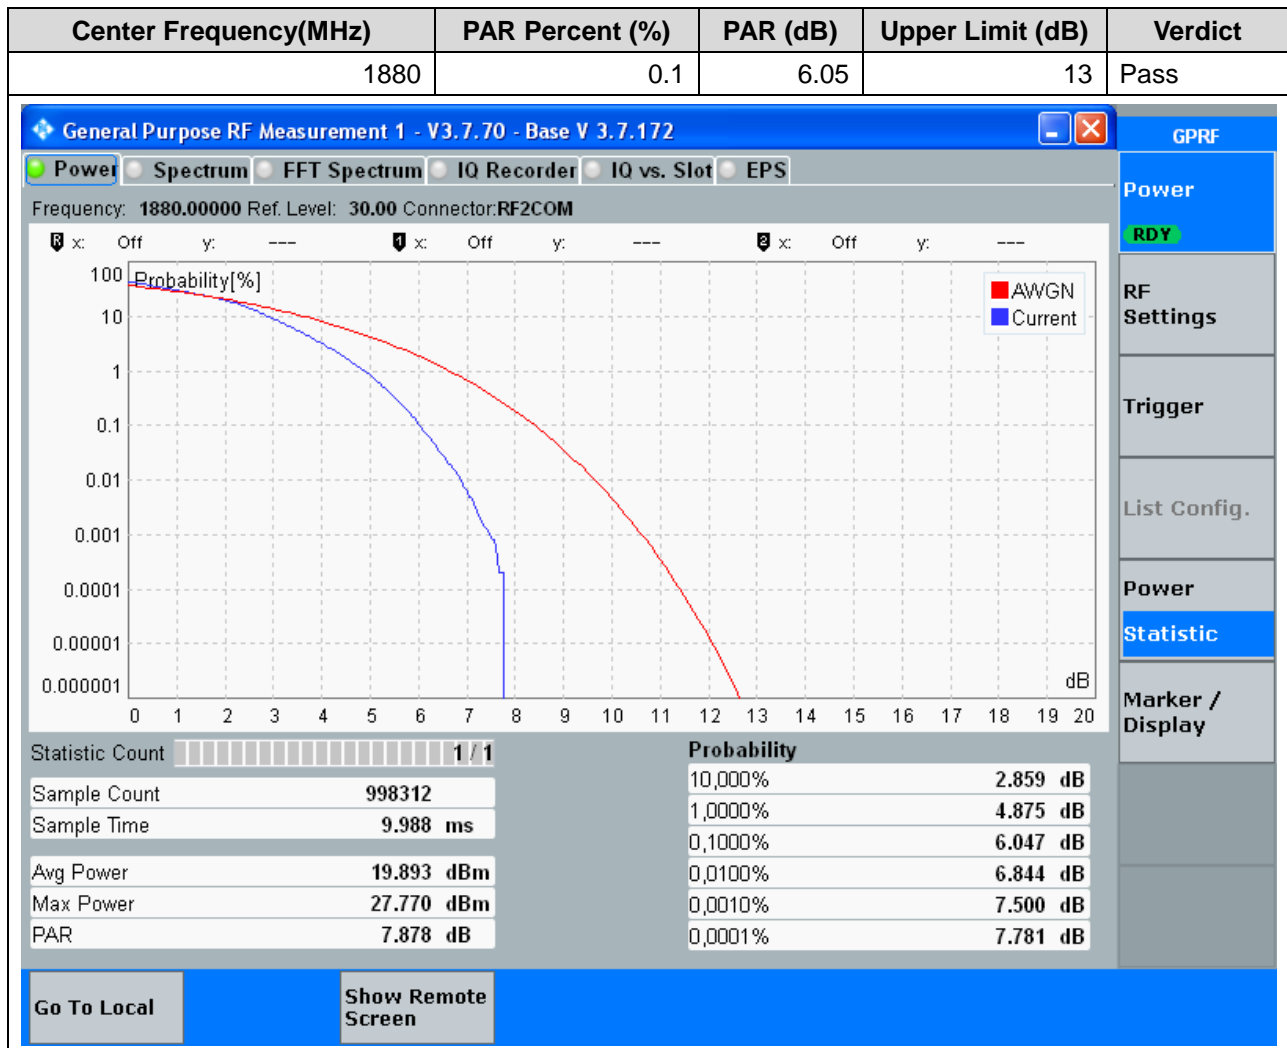 Center Frequency(MHz) PAR Percent (%) PAR (dB) Upper Limit (dB) Verdict
1880 0.1 6.05 13 Pass
General Purpose RF Measurement 1 - V3.7.70 - Base V 3.7.172
GPRF
Power Spectrum FFT Spectrum IQ Recorder IQ vs. Slot EPS
Power
RDY
Frequency: 1880.00000 Ref. Level: 30.00 Connector:RF2COM
R x: Off y: --- 1 x: Off y: --- 2 x: Off y: ---
Probability[%]
AWGN
Current
100
10
1
0.1
0.01
0.001
0.0001
0.00001
0.000001
dB
0 1 2 3 4 5 6 7 8 9 10 11 12 13 14 15 16 17 18 19 20
RF
Settings
Trigger
List Config.
Power
Statistic
Marker /
Display
Statistic Count 1 / 1
Sample Count 998312
Sample Time 9.988 ms
Avg Power 19.893 dBm
Max Power 27.770 dBm
PAR 7.878 dB
Probability
10,000% 2.859 dB
1,0000% 4.875 dB
0,1000% 6.047 dB
0,0100% 6.844 dB
0,0010% 7.500 dB
0,0001% 7.781 dB
Go To Local
Show Remote
Screen